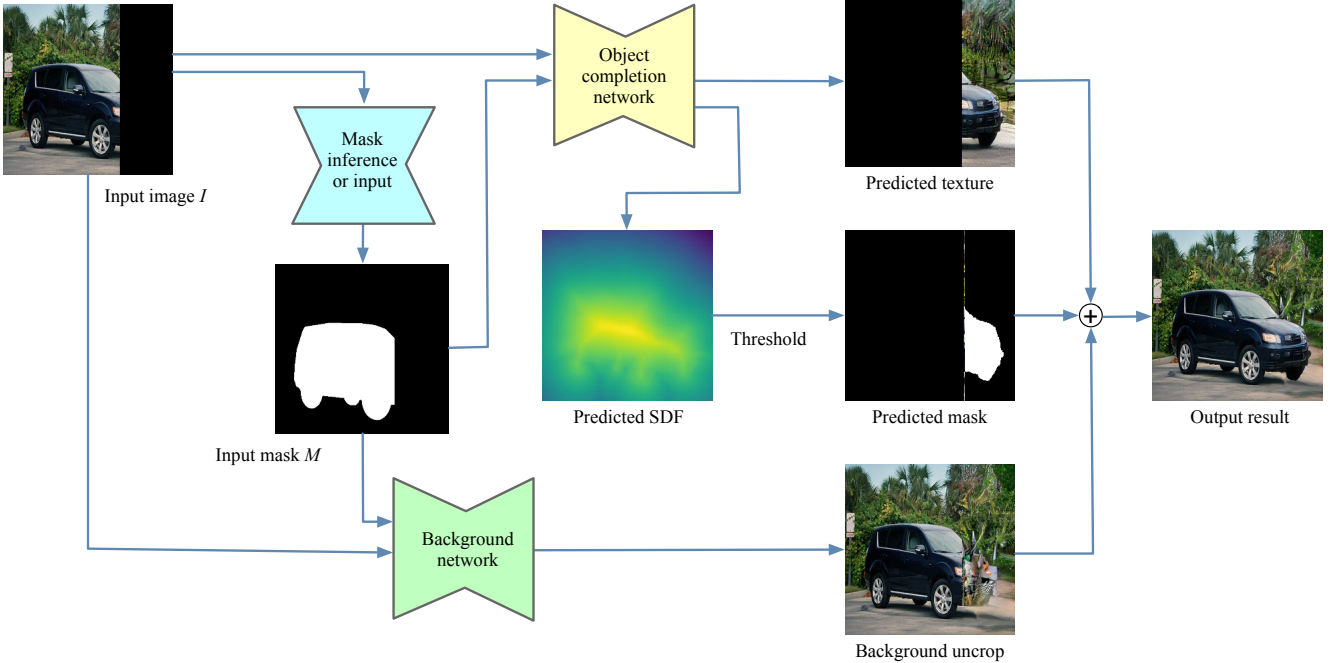 Object
completion
network
Mask
inference
or input
Input image I
Predicted texture
Threshold
Predicted SDF
Predicted mask
Output result
Input mask M
Background
network
Background uncrop